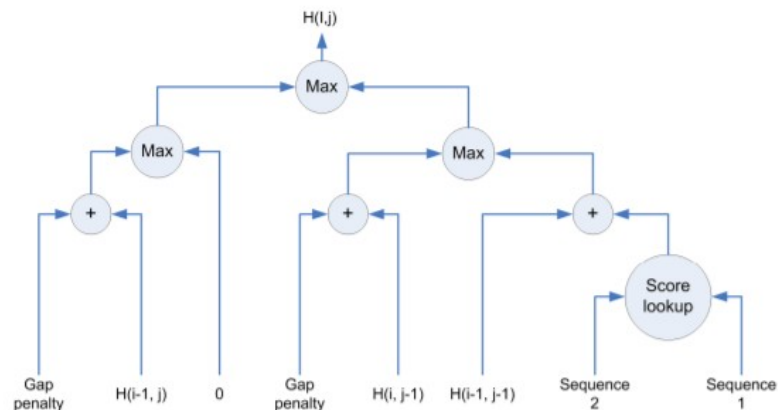 H(I,j)
Max
Max
Max
+
+
+
Score
lookup
Gap
penalty
H(i-1, j)
0
Gap
penalty
H(i, j-1)
H(i-1, j-1)
Sequence
2
Sequence
1